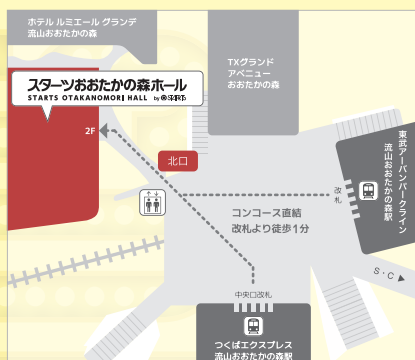 ホテル ルミエール グランデ
流山おおたかの森
TXグランド
アベニュー
おおたかの森
スターツおおたかの森ホール
STARTS OTAKANOMORI HALL by STARTS
2F
北口
東武アーバンパークライン
流山おおたかの森駅
改札
コンコース直結
改札より徒歩1分
S・C
中央口改札
つくばエクスプレス
流山おおたかの森駅